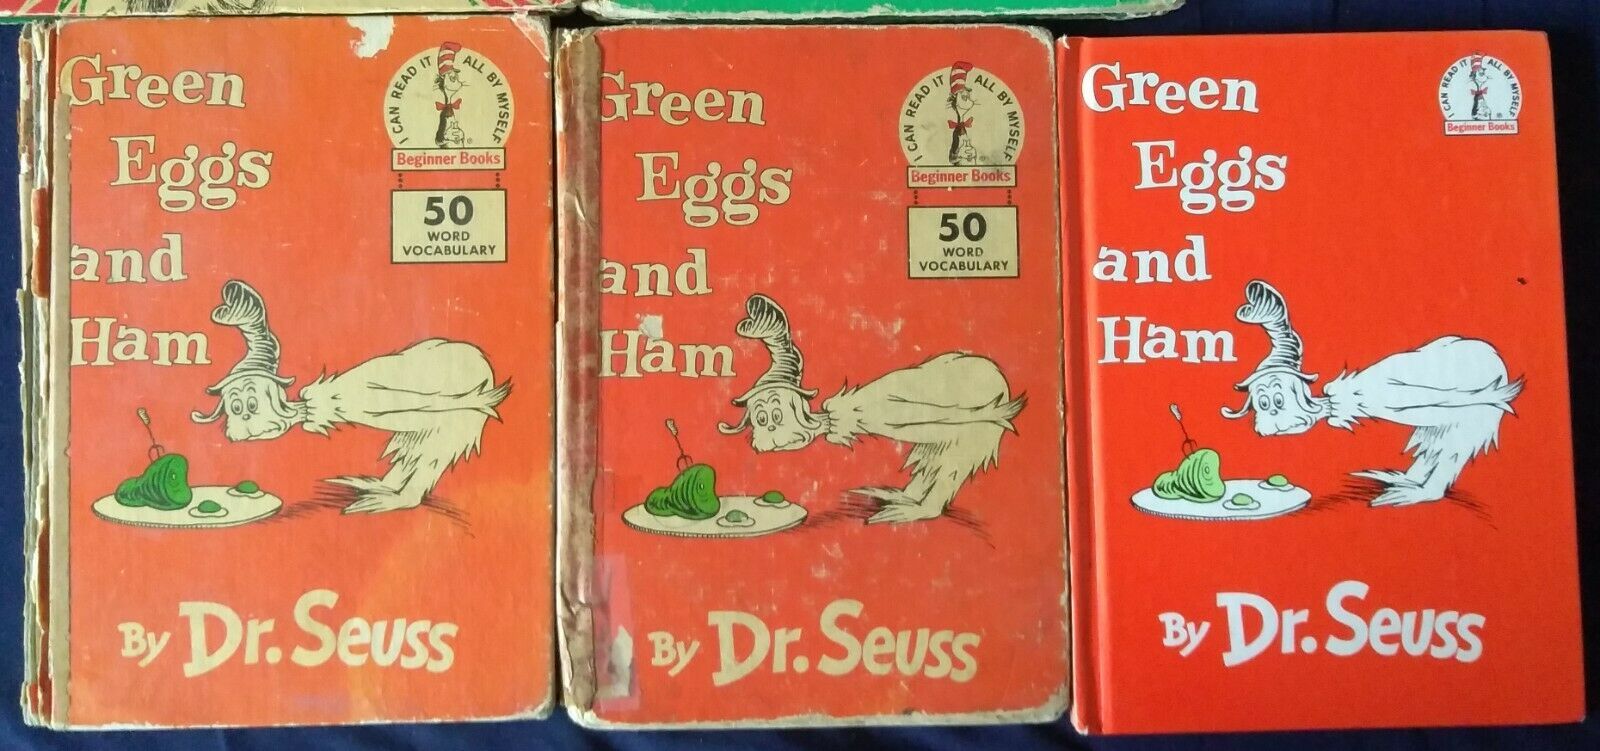 Green
Eggs
and
Ham
I CAN READ IT ALL BY MYSELF
Beginner Books
50
WORD
VOCABULARY
By Dr. Seuss
Green
Eggs
and
Ham
I CAN READ IT ALL BY MYSELF
Beginner Books
50
WORD
VOCABULARY
By Dr. Seuss
Green
Eggs
and
Ham
I CAN READ IT ALL BY MYSELF
Beginner Books
By Dr. Seuss